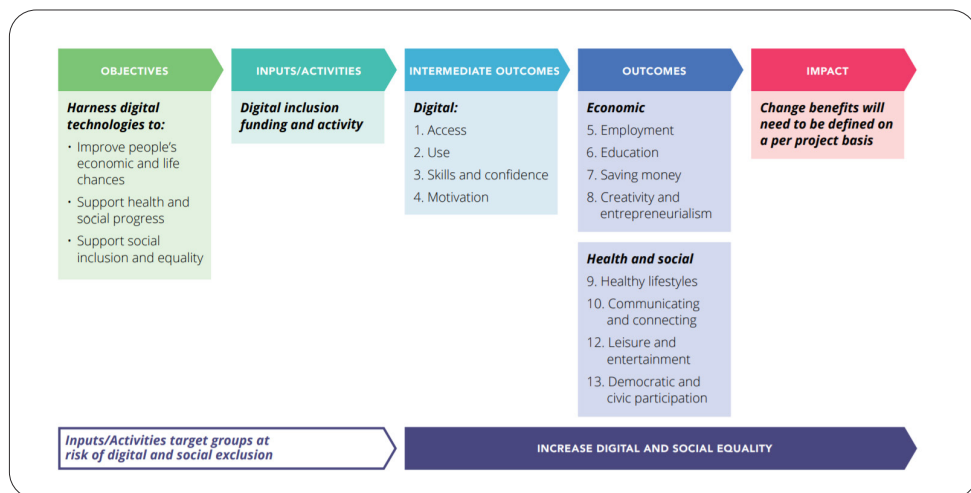 OBJECTIVES
Harness digital
technologies to:
• Improve people's
economic and life
chances
• Support health and
social progress
• Support social
inclusion and equality
INPUTS/ACTIVITIES
Digital inclusion
funding and activity
INTERMEDIATE OUTCOMES
Digital:
1. Access
2. Use
3. Skills and confidence
4. Motivation
OUTCOMES
Economic
5. Employment
6. Education
7. Saving money
8. Creativity and
entrepreneurialism
Health and social
9. Healthy lifestyles
10. Communicating
and connecting
12. Leisure and
entertainment
13. Democratic and
civic participation
IMPACT
Change benefits will
need to be defined on
a per project basis
Inputs/Activities target groups at
risk of digital and social exclusion
INCREASE DIGITAL AND SOCIAL EQUALITY